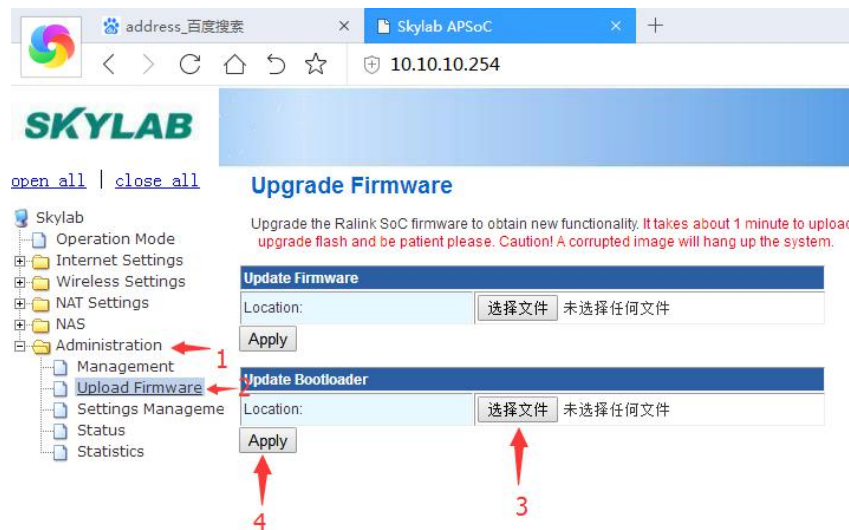 address_百度搜索
Skylab APSoC
10.10.10.254
SKYLAB
open all | close all
Skylab
Operation Mode
Internet Settings
Wireless Settings
NAT Settings
NAS
Administration
1
Management
Upload Firmware
2
Settings Manageme
Status
Statistics
Upgrade Firmware
Upgrade the Ralink SoC firmware to obtain new functionality. It takes about 1 minute to upload
upgrade flash and be patient please. Caution! A corrupted image will hang up the system.
Update Firmware
Location: 选择文件 未选择任何文件
Apply
Update Bootloader
Location: 选择文件 未选择任何文件
Apply
3
4